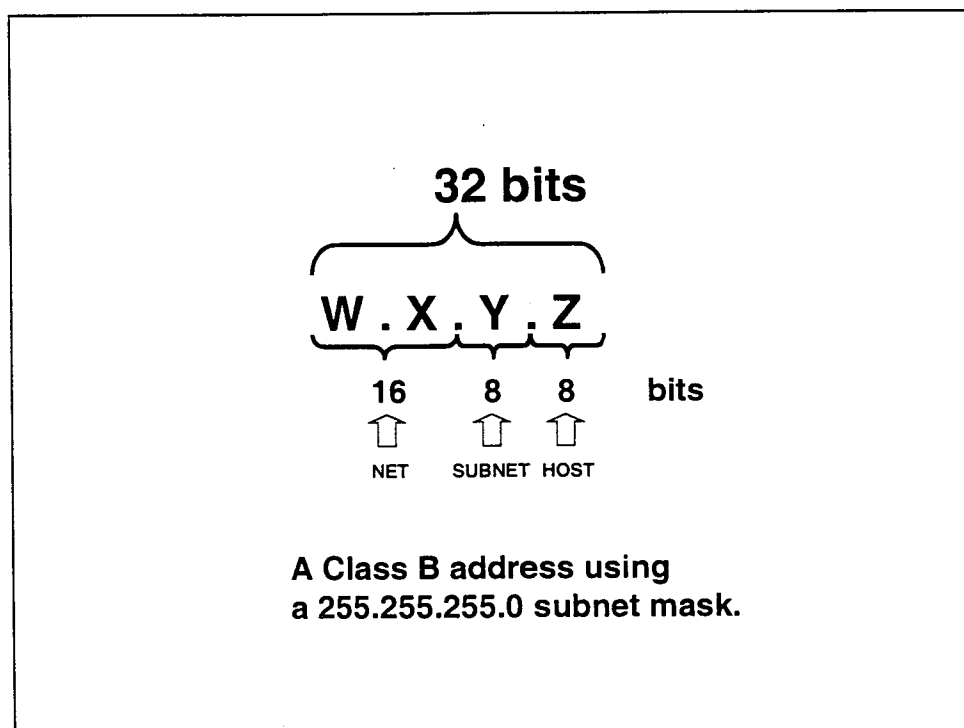 32 bits
W . X . Y . Z
16 8 8 bits
NET SUBNET HOST
A Class B address using
a 255.255.255.0 subnet mask.